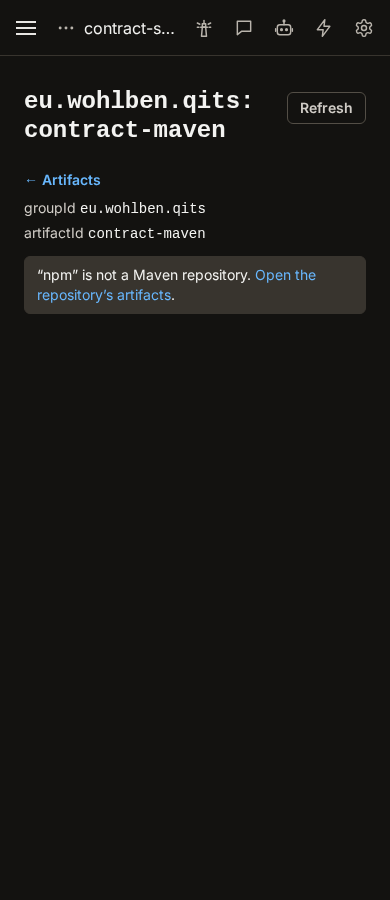 contract-s…
eu.wohlben.qits:
contract-maven
Refresh
← Artifacts
groupId eu.wohlben.qits
artifactId contract-maven
“npm” is not a Maven repository. Open the
repository’s artifacts.